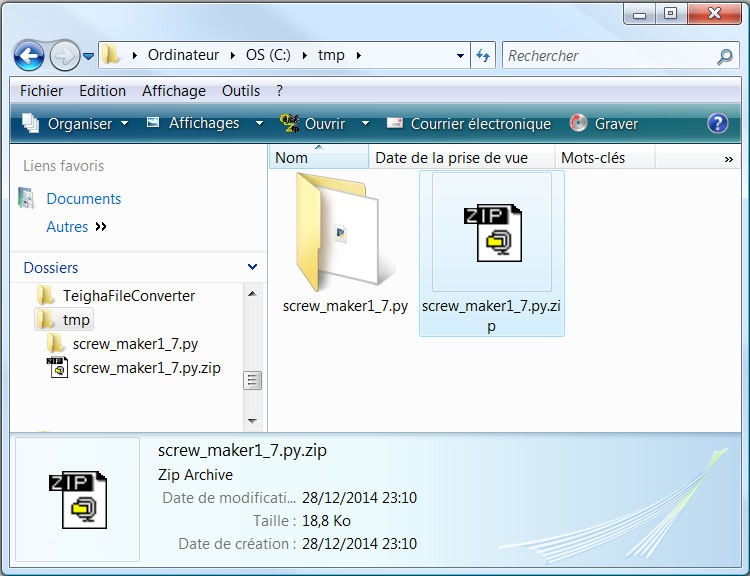 Ordinateur OS (C:) tmp
Rechercher
Fichier Edition Affichage Outils ?
Organiser Affichages Ouvrir Courrier électronique Graver ?
Liens favoris
Documents
Autres »
Dossiers
TeighaFileConverter
tmp
screw_maker1_7.py
screw_maker1_7.py.zip
Nom Date de la prise de vue Mots-clés »
screw_maker1_7.py
ZIP
screw_maker1_7.py.zi
p
ZIP
screw_maker1_7.py.zip
Zip Archive
Date de modificati... 28/12/2014 23:10
Taille : 18,8 Ko
Date de création : 28/12/2014 23:10